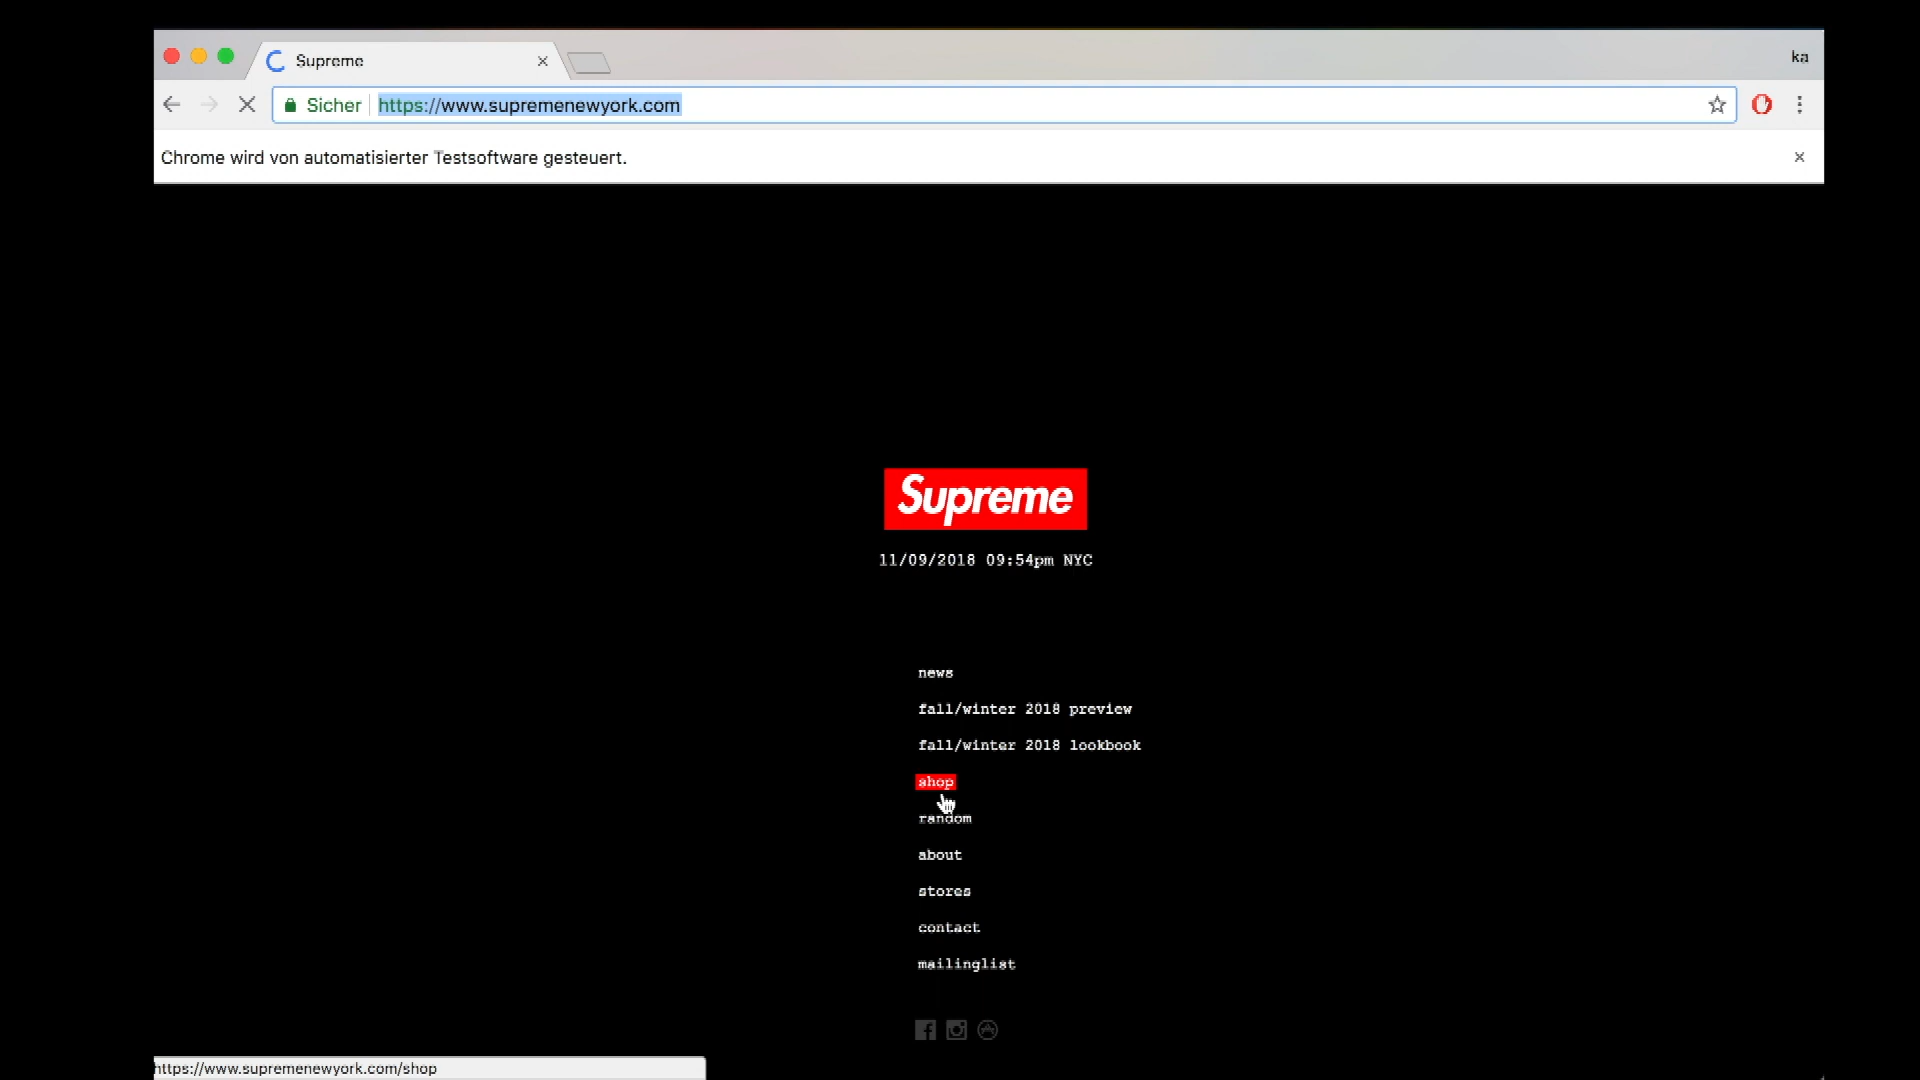 Supreme
ka
Sicher https://www.supremenewyork.com
Chrome wird von automatisierter Testsoftware gesteuert.
Supreme
11/09/2018 09:54pm NYC
news
fall/winter 2018 preview
fall/winter 2018 lookbook
shop
random
about
stores
contact
mailinglist
https://www.supremenewyork.com/shop